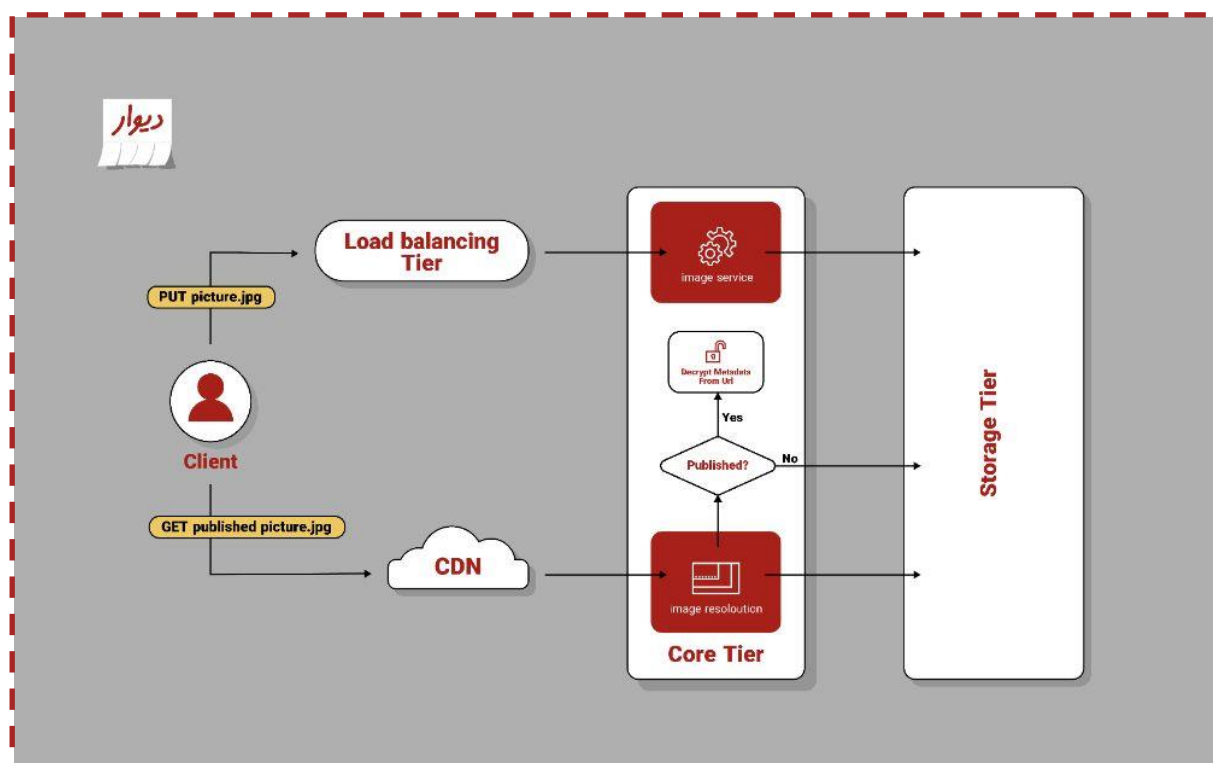 دیوار
Load balancing
Tier
PUT picture.jpg
Client
GET published picture.jpg
CDN
image service
Decrypt Metadata
From Url
Yes
Published?
No
image resoloution
Core Tier
Storage Tier